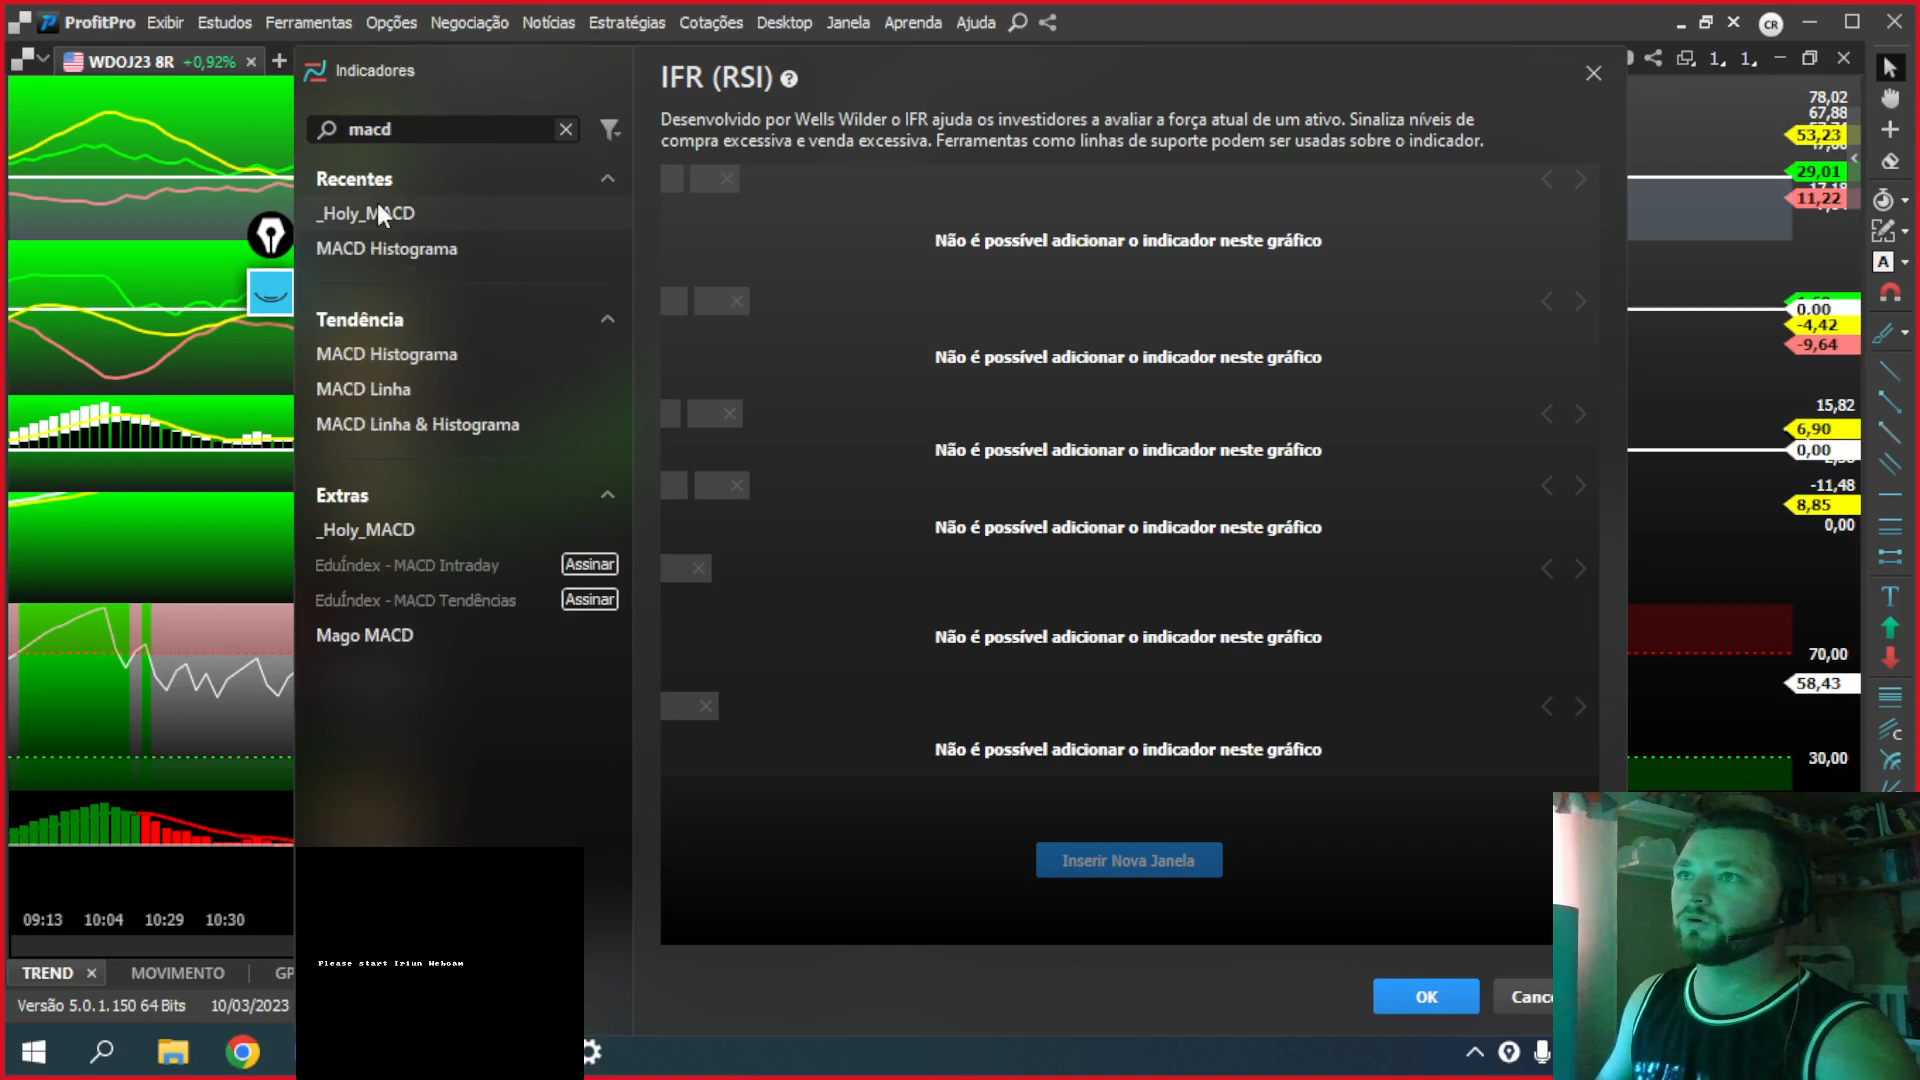 ProfitPro Exibir Estudos Ferramentas Opções Negociação Notícias Estratégias Cotações Desktop Janela Aprenda Ajuda
CR
WDOJ23 8R +0,92%
Indicadores
macd
Recentes
_Holy_MACD
MACD Histograma
Tendência
MACD Histograma
MACD Linha
MACD Linha & Histograma
Extras
_Holy_MACD
EduÍndex - MACD Intraday Assinar
EduÍndex - MACD Tendências Assinar
Mago MACD
IFR (RSI)
Desenvolvido por Wells Wilder o IFR ajuda os investidores a avaliar a força atual de um ativo. Sinaliza níveis de
compra excessiva e venda excessiva. Ferramentas como linhas de suporte podem ser usadas sobre o indicador.
Não é possível adicionar o indicador neste gráfico
Não é possível adicionar o indicador neste gráfico
Não é possível adicionar o indicador neste gráfico
Não é possível adicionar o indicador neste gráfico
Não é possível adicionar o indicador neste gráfico
Não é possível adicionar o indicador neste gráfico
Inserir Nova Janela
OK
1
1
78,02
67,88
53,23
29,01
11,22
0.00
-4,42
-9,64
15,82
6,90
0,00
-11,48
8,85
0,00
70,00
58,43
30,00
A
T
C
09:13 10:04 10:29 10:30
TREND MOVIMENTO
Versão 5.0.1.150 64 Bits 10/03/2023
Please start Iriun Webcam